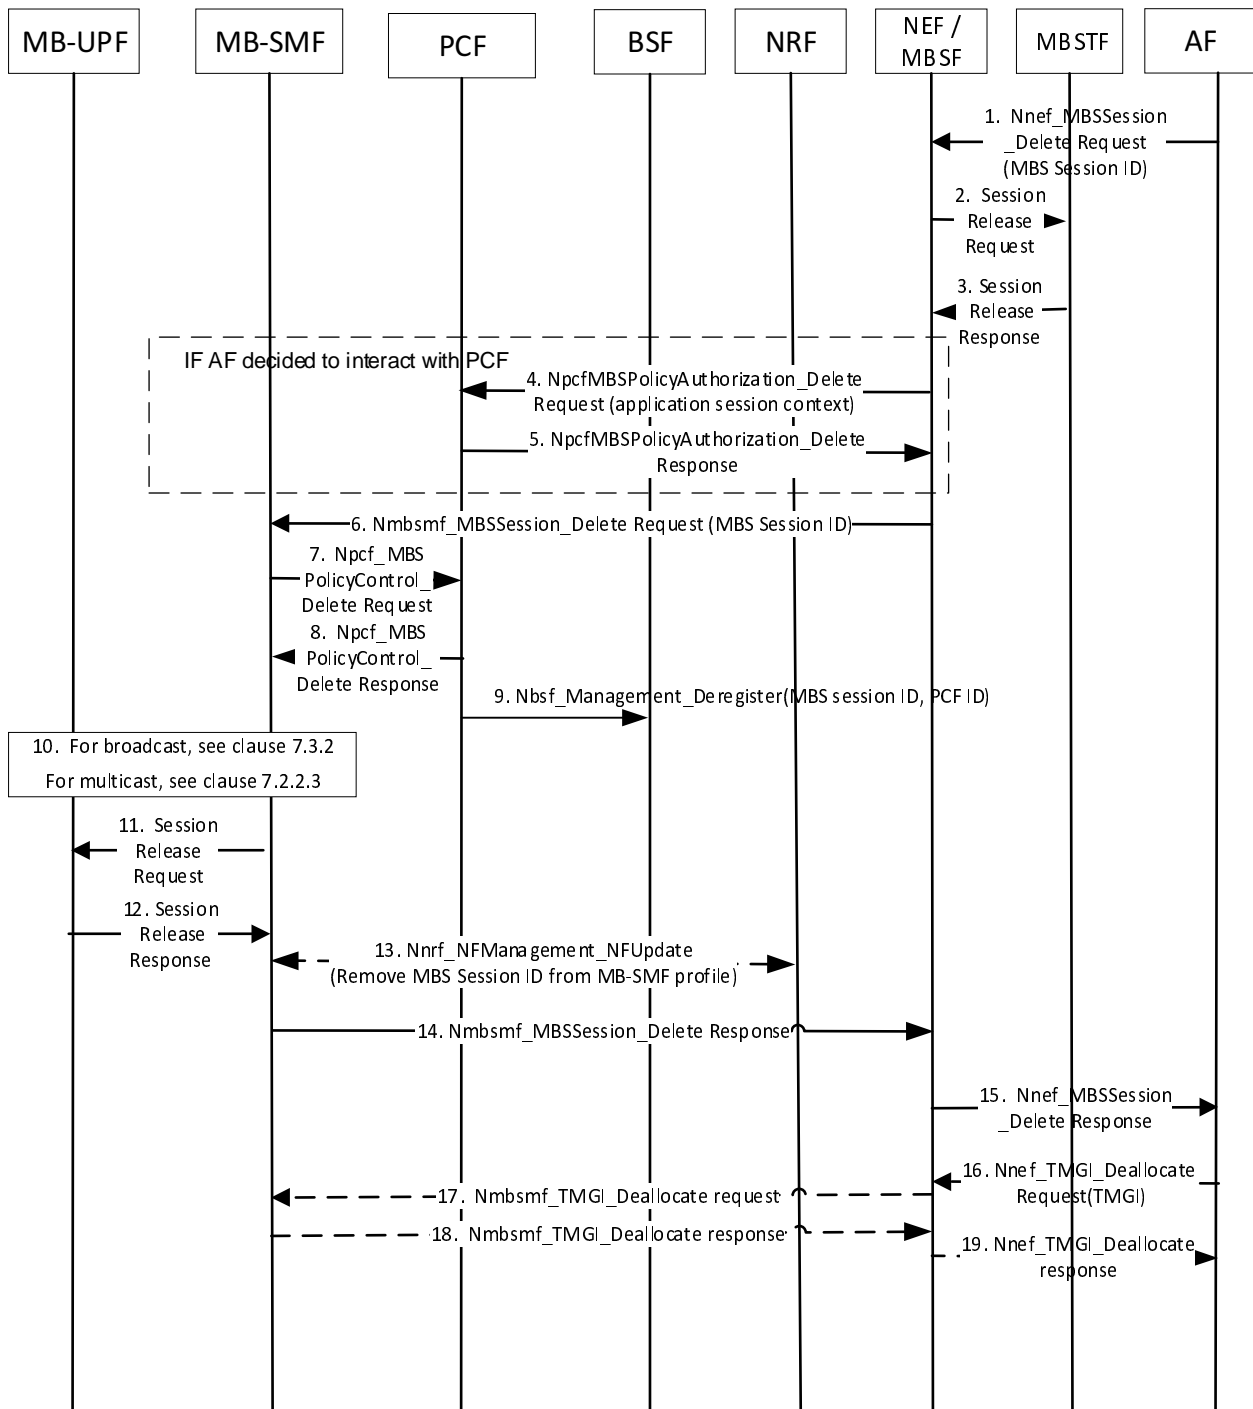 MB-UPF
MB-SMF
PCF
BSF
NRF
NEF /
MBSF
MBSTF
AF
1. Nnef_MBSSession
_Delete Request
(MBS Session ID)
2. Session
Release
Request
3. Session
Release
Response
IF AF decided to interact with PCF
4. NpcfMBSPolicyAuthorization_Delete
Request (application session context)
5. NpcfMBSPolicyAuthorization_Delete
Response
6. Nmbsmf_MBSSession_Delete Request (MBS Session ID)
7. Npcf_MBS
PolicyControl_
Delete Request
8. Npcf_MBS
PolicyControl_
Delete Response
9. Nbsf_Management_Deregister(MBS session ID, PCF ID)
10. For broadcast, see clause 7.3.2
For multicast, see clause 7.2.2.3
11. Session
Release
Request
12. Session
Release
Response
13. Nnrf_NFManagement_NFUpdate
(Remove MBS Session ID from MB-SMF profile)
14. Nmbsmf_MBSSession_Delete Response
15. Nnef_MBSSession
_Delete Response
16. Nnef_TMGI_Deallocate
Request(TMGI)
17. Nmbsmf_TMGI_Deallocate request
18. Nmbsmf_TMGI_Deallocate response
19. Nnef_TMGI_Deallocate
response